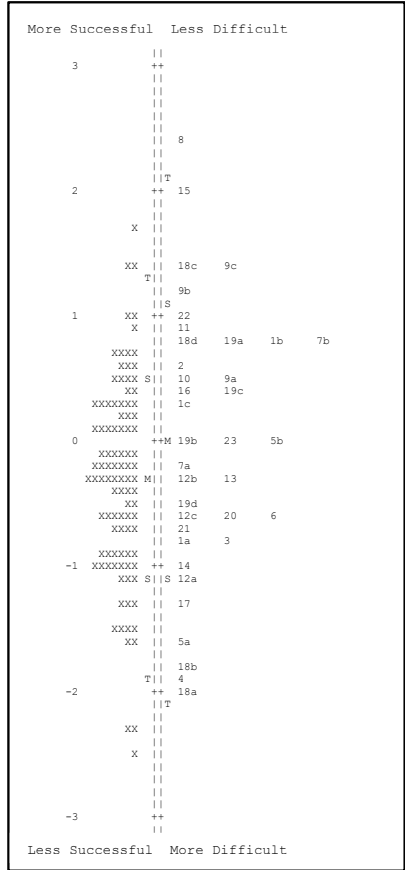 More Successful Less Difficult
||
3 ++
||
||
||
||
||
|| 8
||
||
||T
2 ++ 15
||
||
X ||
||
||
XX || 18c 9c
T||
|| 9b
||S
1 XX ++ 22
X || 11
|| 18d 19a 1b 7b
XXXX ||
XXX || 2
XXXX S|| 10 9a
XX || 16 19c
XXXXXXX || 1c
XXX ||
XXXXXXX ||
0 ++M 19b 23 5b
XXXXXX ||
XXXXXXX || 7a
XXXXXXXX M|| 12b 13
XXXX ||
XX || 19d
XXXXXX || 12c 20 6
XXXX || 21
|| 1a 3
XXXXXX ||
-1 XXXXXXX ++ 14
XXX S||S 12a
||
XXX || 17
||
XXXX ||
XX || 5a
||
|| 18b
T|| 4
-2 ++ 18a
||T
||
XX ||
||
X ||
||
||
||
||
-3 ++
||
Less Successful More Difficult